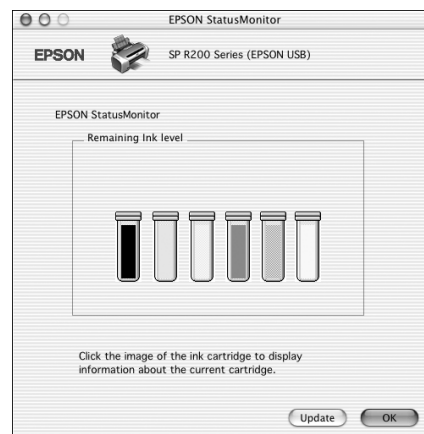 EPSON StatusMonitor
EPSON
SP R200 Series (EPSON USB)
EPSON StatusMonitor
Remaining Ink level
Click the image of the ink cartridge to display
information about the current cartridge.
Update
OK